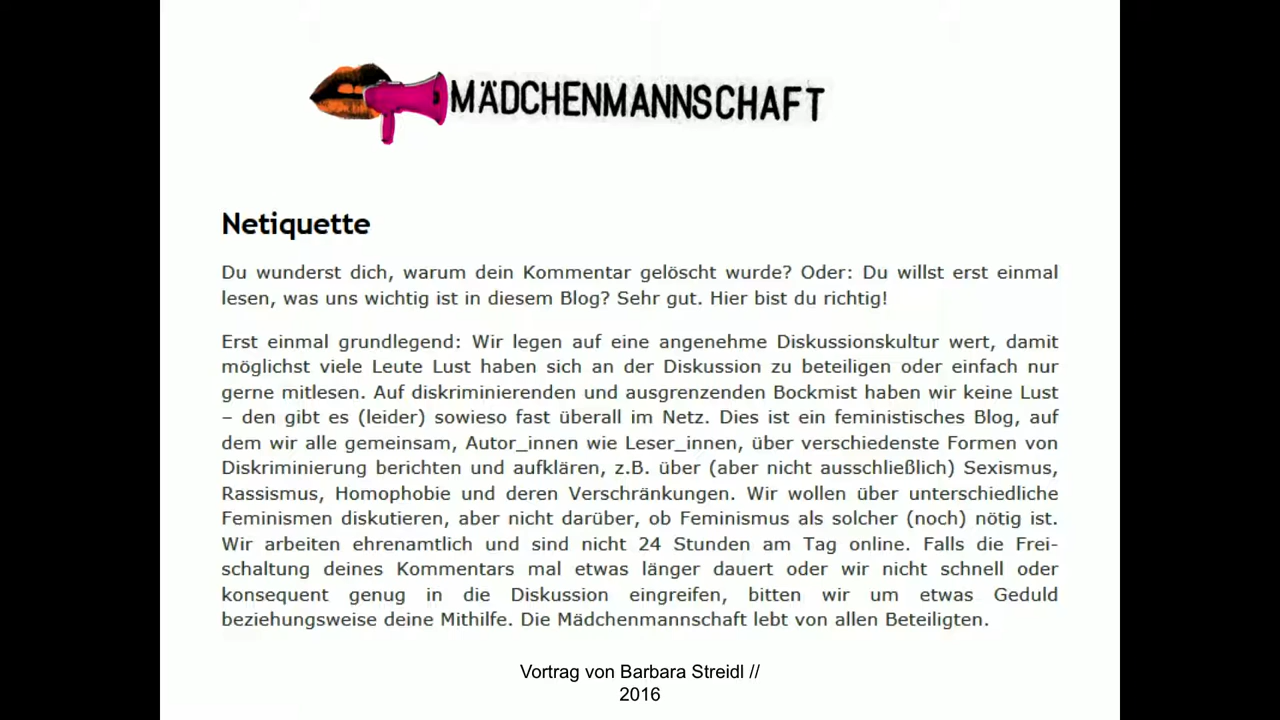 MÄDCHENMANNSCHAFT
Netiquette
Du wunderst dich, warum dein Kommentar gelöscht wurde? Oder: Du willst erst einmal
lesen, was uns wichtig ist in diesem Blog? Sehr gut. Hier bist du richtig!
Erst einmal grundlegend: Wir legen auf eine angenehme Diskussionskultur wert, damit
möglichst viele Leute Lust haben sich an der Diskussion zu beteiligen oder einfach nur
gerne mitlesen. Auf diskriminierenden und ausgrenzenden Bockmist haben wir keine Lust
– den gibt es (leider) sowieso fast überall im Netz. Dies ist ein feministisches Blog, auf
dem wir alle gemeinsam, Autor_innen wie Leser_innen, über verschiedenste Formen von
Diskriminierung berichten und aufklären, z.B. über (aber nicht ausschließlich) Sexismus,
Rassismus, Homophobie und deren Verschränkungen. Wir wollen über unterschiedliche
Feminismen diskutieren, aber nicht darüber, ob Feminismus als solcher (noch) nötig ist.
Wir arbeiten ehrenamtlich und sind nicht 24 Stunden am Tag online. Falls die Frei-
schaltung deines Kommentars mal etwas länger dauert oder wir nicht schnell oder
konsequent genug in die Diskussion eingreifen, bitten wir um etwas Geduld
beziehungsweise deine Mithilfe. Die Mädchenmannschaft lebt von allen Beteiligten.
Vortrag von Barbara Streidl //
2016